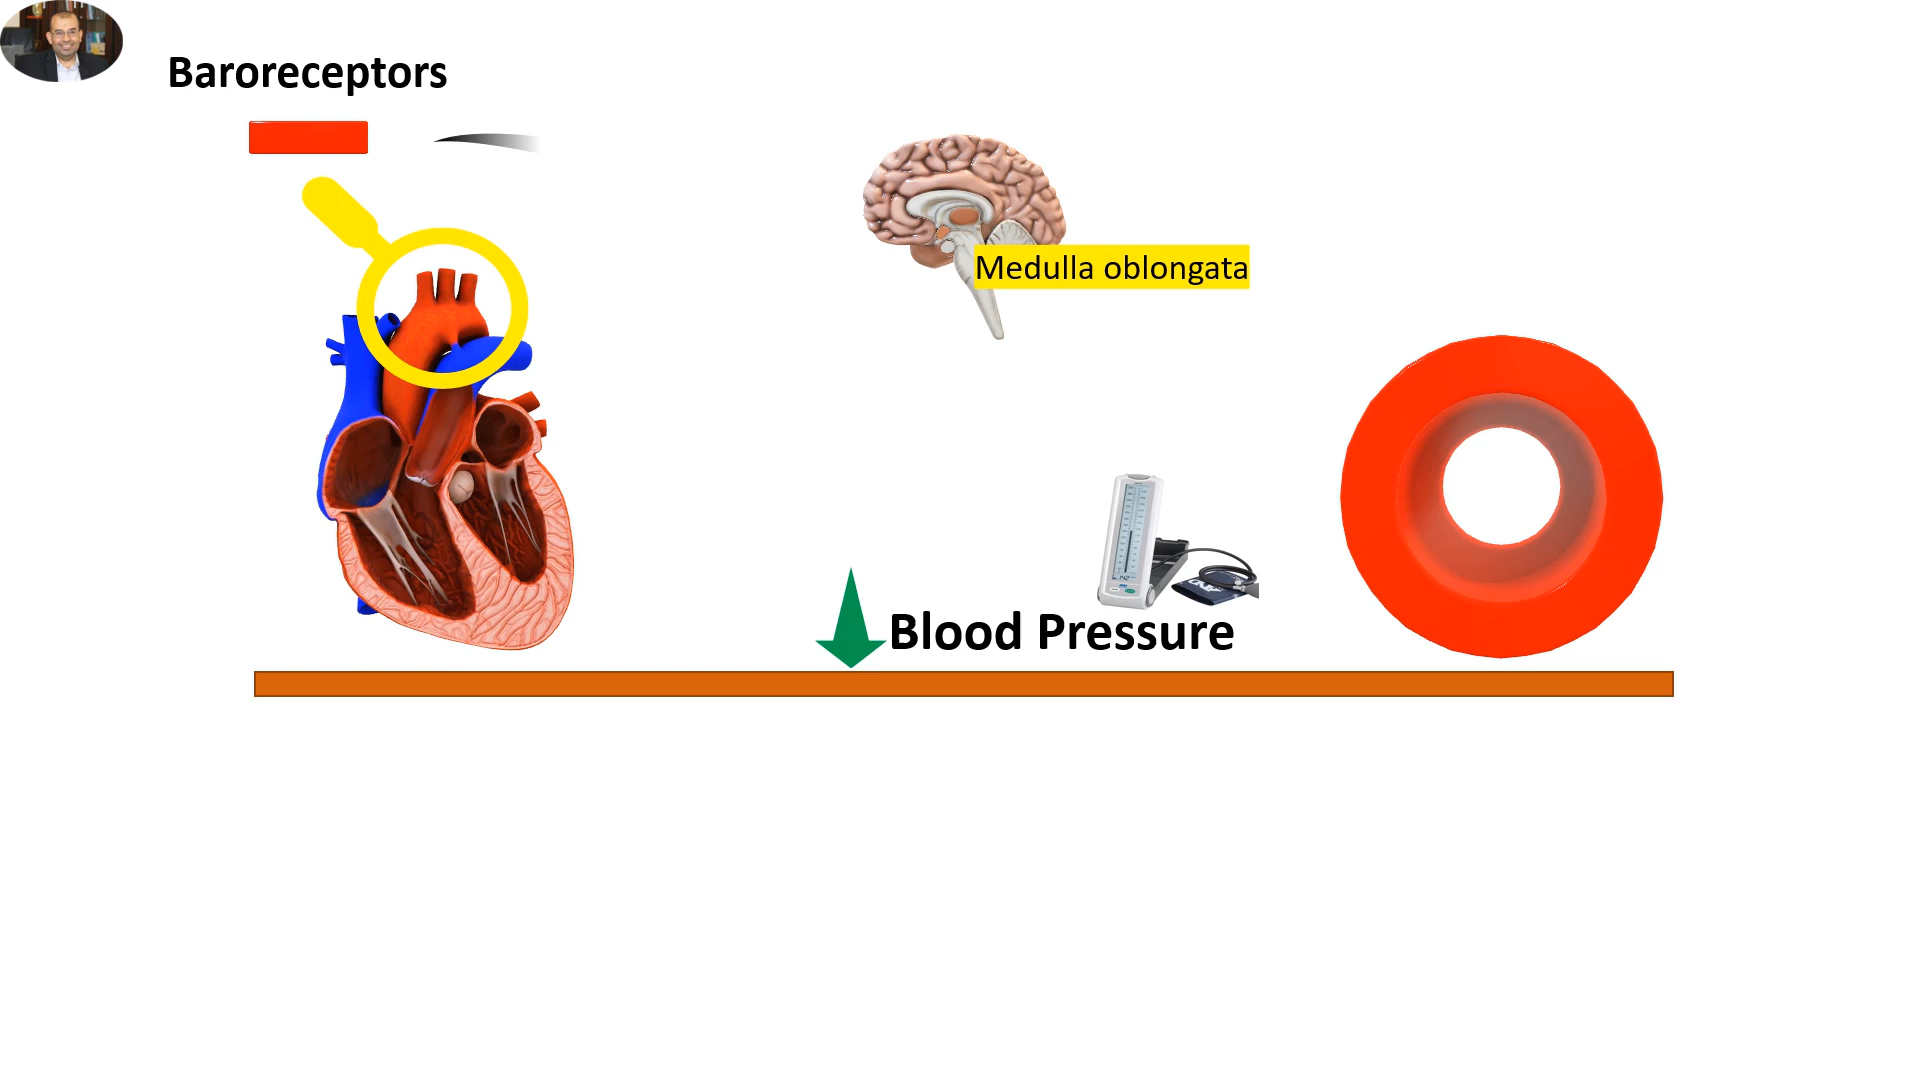 Baroreceptors
Medulla oblongata
Blood Pressure